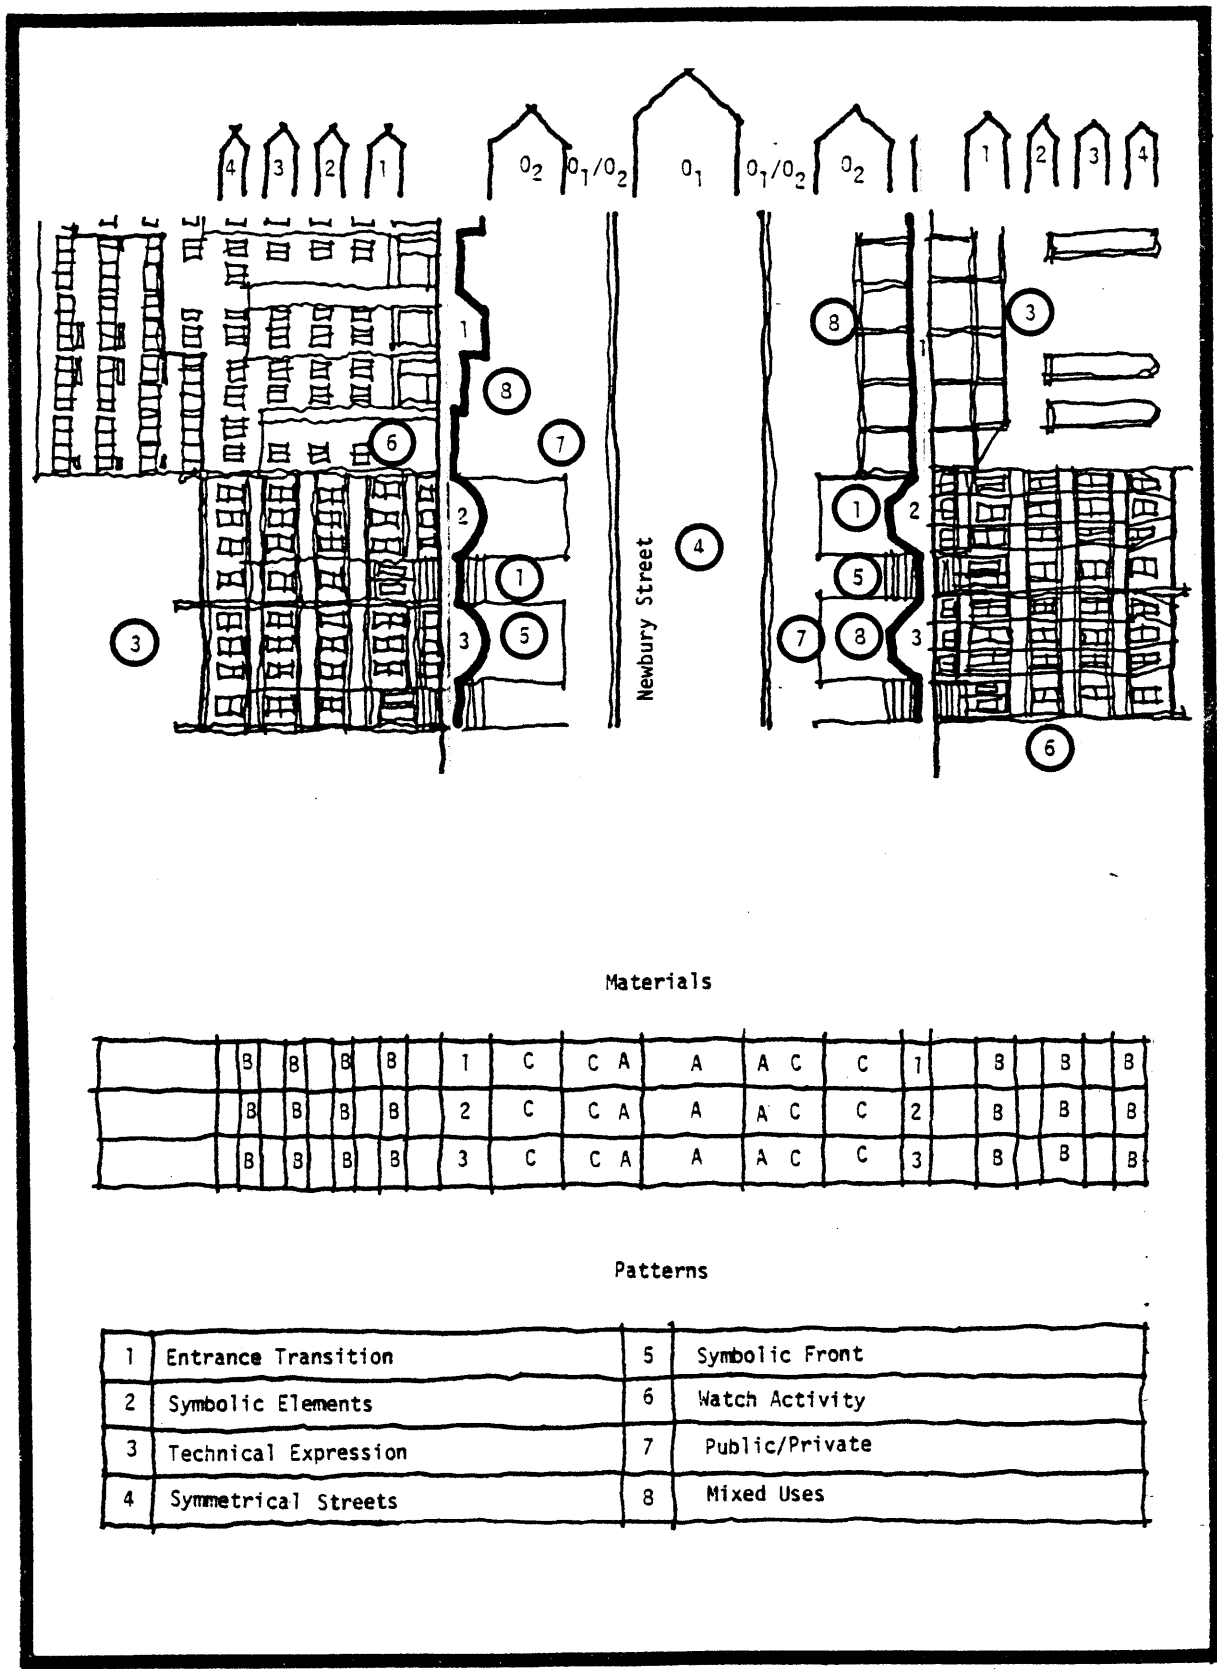 4 3 2 1 O2 O1/O2 O1 O1/O2 O2 1 2 3 4
8 3
1 1
8
6 7
2 1 2
4
1 5
3 3 5 7 8 3
Newbury Street
6
Materials
B B B B 1 C C A A A C C 1 B B B
B B B B 2 C C A A A C C 2 B B B
B B B B 3 C C A A A C C 3 B B B
Patterns
1 Entrance Transition 5 Symbolic Front
2 Symbolic Elements 6 Watch Activity
3 Technical Expression 7 Public/Private
4 Symmetrical Streets 8 Mixed Uses